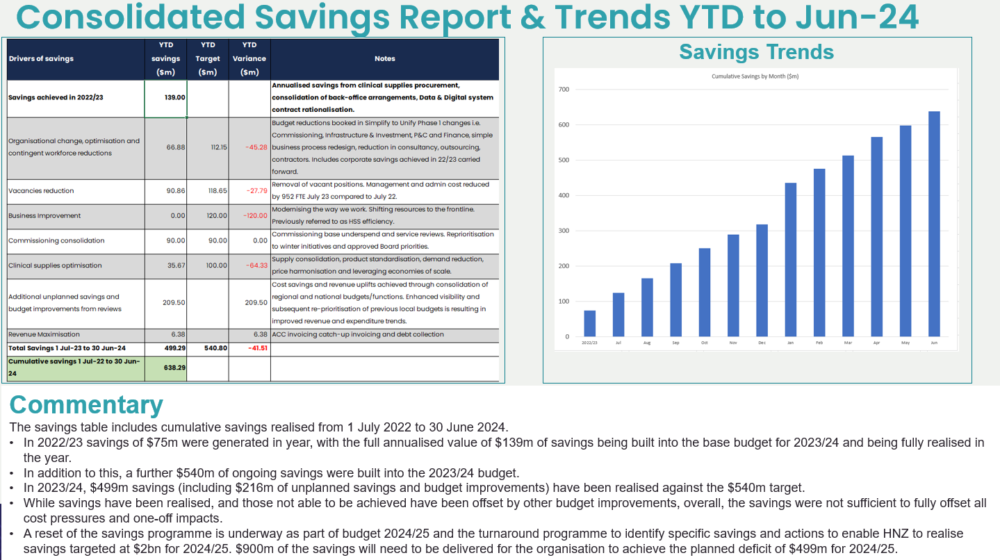 Consolidated Savings Report & Trends YTD to Jun-24
Drivers of savings
YTD
savings
($m)
YTD
Target
($m)
YTD
Variance
($m)
Notes
Savings achieved in 2022/23
139.00
Annualised savings from clinical supplies procurement,
consolidation of back-office arrangements, Data & Digital system
contract rationalisation.
Organisational change, optimisation and
contingent workforce reductions
66.88
112.15
-45.28
Budget reductions booked in Simplify to Unify Phase 1 changes i.e.
Commissioning, Infrastructure & Investment, P&C and Finance, simple
business process redesign, reduction in consultancy, outsourcing,
contractors. Includes corporate savings achieved in 22/23 carried
forward.
Vacancies reduction
90.86
118.65
-27.79
Removal of vacant positions. Management and admin cost reduced
by 952 FTE July 23 compared to July 22.
Business Improvement
0.00
120.00
-120.00
Modernising the way we work. Shifting resources to the frontline.
Previously referred to as HSS efficiency.
Commissioning consolidation
90.00
90.00
0.00
Commissioning base underspend and service reviews. Reprioritisation
to winter initiatives and approved Board priorities.
Clinical supplies optimisation
35.67
100.00
-64.33
Supply consolidation, product standardisation, demand reduction,
price harmonisation and leveraging economies of scale.
Additional unplanned savings and
budget improvements from reviews
209.50
209.50
Cost savings and revenue uplifts achieved through consolidation of
regional and national budgets/functions. Enhanced visibility and
subsequent re-prioritisation of previous local budgets is resulting in
improved revenue and expenditure trends.
Revenue Maximisation
6.38
6.38
ACC invoicing catch-up invoicing and debt collection
Total Savings 1 Jul-23 to 30 Jun-24
499.29
540.80
-41.51
Cumulative savings 1 Jul-22 to 30 Jun-
24
638.29
Savings Trends
Cumulative Savings by Month ($m)
700
600
500
400
300
200
100
0
2022/23 Jul Aug Sep Oct Nov Dec Jan Feb Mar Apr May Jun
Commentary
The savings table includes cumulative savings realised from 1 July 2022 to 30 June 2024.
• In 2022/23 savings of $75m were generated in year, with the full annualised value of $139m of savings being built into the base budget for 2023/24 and being fully realised in
the year.
• In addition to this, a further $540m of ongoing savings were built into the 2023/24 budget.
• In 2023/24, $499m savings (including $216m of unplanned savings and budget improvements) have been realised against the $540m target.
• While savings have been realised, and those not able to be achieved have been offset by other budget improvements, overall, the savings were not sufficient to fully offset all
cost pressures and one-off impacts.
• A reset of the savings programme is underway as part of budget 2024/25 and the turnaround programme to identify specific savings and actions to enable HNZ to realise
savings targeted at $2bn for 2024/25. $900m of the savings will need to be delivered for the organisation to achieve the planned deficit of $499m for 2024/25.